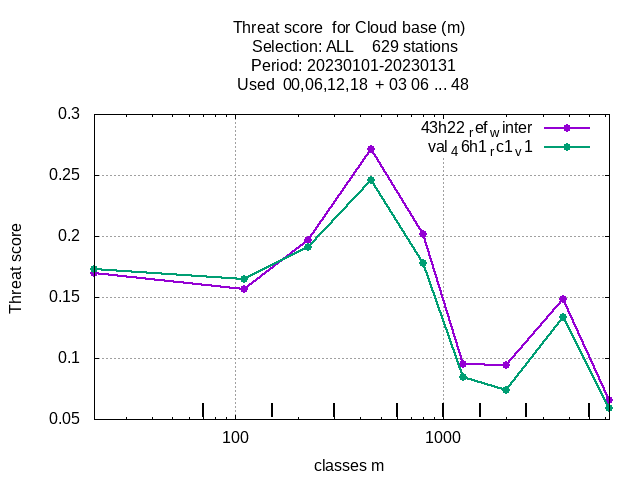 Threat score  for Cloud base (m)
Selection: ALL    629 stations
Period: 20230101-20230131
Used  00,06,12,18  + 03 06 ... 48
43h22_ref_winter
val_46h1_rc1_v1
0.3
0.25
0.2
0.15
0.1
0.05
Threat score
100 1000
classes m